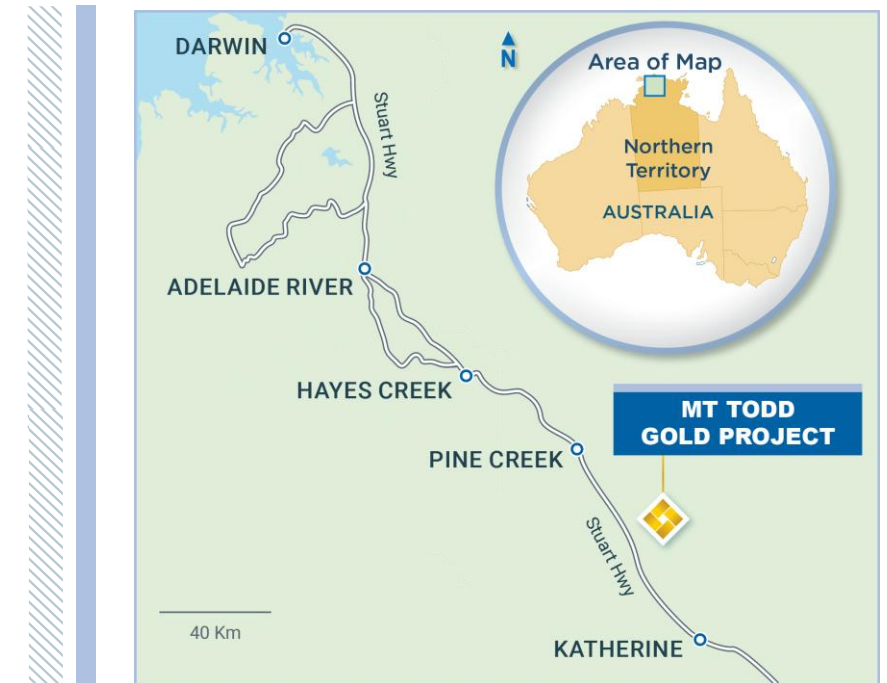 DARWIN
N
Area of Map
Stuart Hwy
Northern
Territory
AUSTRALIA
ADELAIDE RIVER
HAYES CREEK
MT TODD
GOLD PROJECT
PINE CREEK
Stuart Hwy
40 Km
KATHERINE